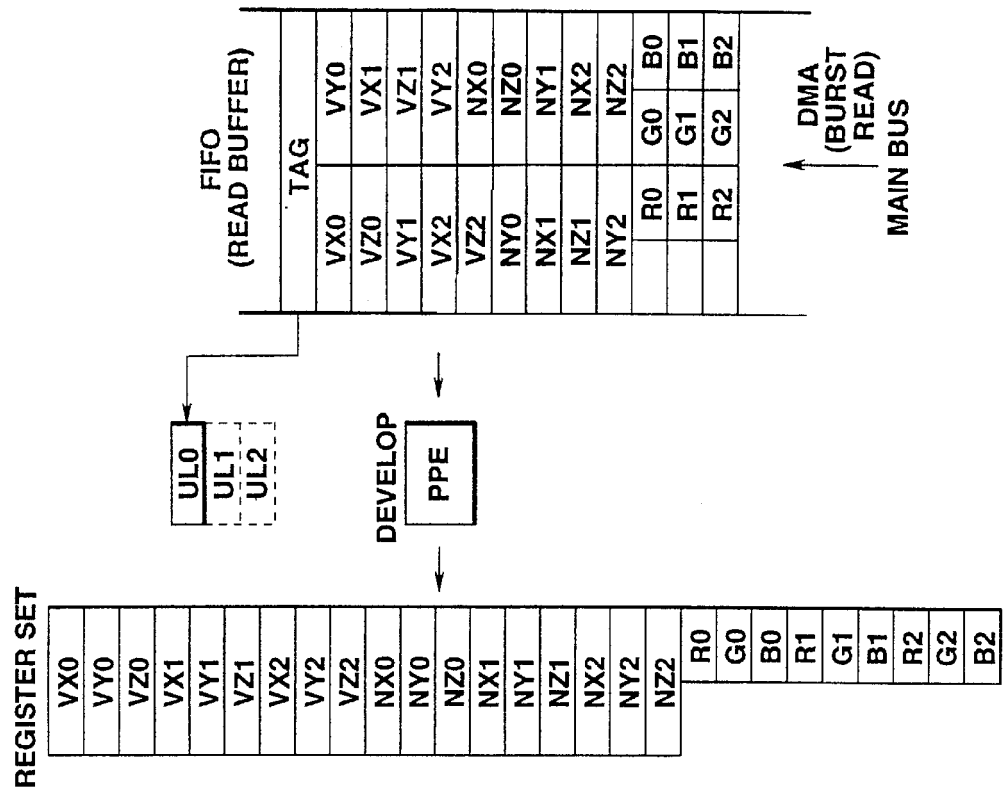 REGISTER SET
VX0
VY0
VZ0
VX1
VY1
VZ1
VX2
VY2
VZ2
NX0
NY0
NZ0
NX1
NY1
NZ1
NX2
NY2
NZ2
R0
G0
B0
R1
G1
B1
R2
G2
B2
UL0
UL1
UL2
DEVELOP
PPE
FIFO
(READ BUFFER)
TAG
VX0 VY0
VZ0 VX1
VY1 VZ1
VX2 VY2
VZ2 NX0
NY0 NZ0
NX1 NY1
NZ1 NX2
NY2 NZ2
R0 G0 B0
R1 G1 B1
R2 G2 B2
DMA
(BURST
READ)
MAIN BUS